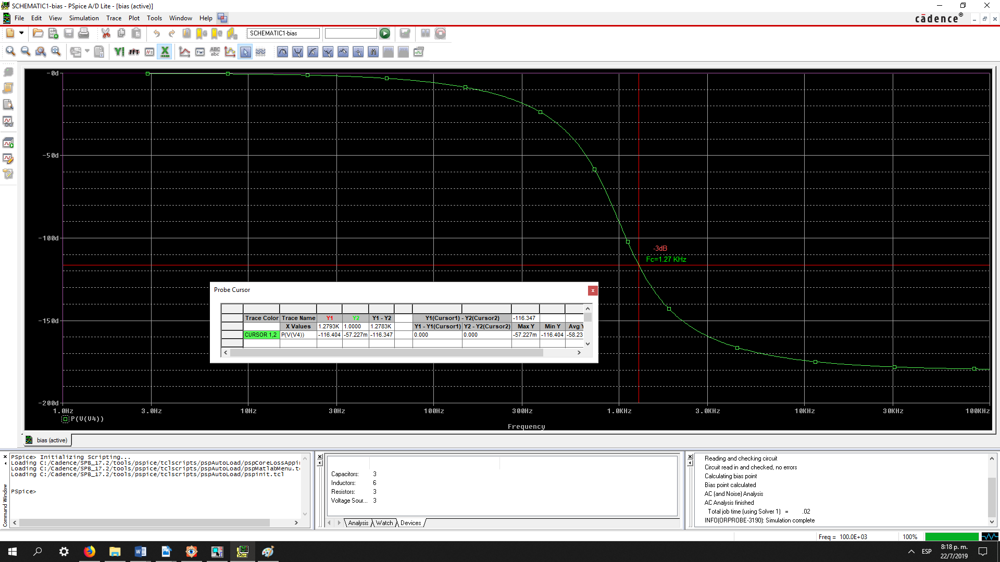 SCHEMATIC1-bias - PSpice A/D Lite - [bias (active)]
File Edit View Simulation Trace Plot Tools Window Help
cādence®
SCHEMATIC1-bias
FFT
ABC
abc
-0d
-50d
-100d
-150d
-200d
-3dB
Fc=1.27 KHz
1.0Hz 3.0Hz 10Hz 30Hz 100Hz 300Hz 1.0KHz 3.0KHz 10KHz 30KHz 100KHz
P(V(V4))
Frequency
Probe Cursor
Trace Color Trace Name Y1 Y2 Y1 - Y2 Y1(Cursor1) - Y2(Cursor2) -116.347
X Values 1.2793K 1.0000 1.2783K Y1 - Y1(Cursor1) Y2 - Y2(Cursor2) Max Y Min Y Avg Y
CURSOR 1,2 P(V(V4)) -116.404 -57.227m -116.347 0.000 0.000 -57.227m -116.404 -58.23
bias (active)
Command Window
PSpice> Initializing Scripting...
Loading C:/Cadence/SPB_17.2/tools/pspice/tclscripts/pspAutoLoad/pspCoreLossAppin
Loading C:/Cadence/SPB_17.2/tools/pspice/tclscripts/pspAutoLoad/pspMatlabMenu.t
Loading C:/Cadence/SPB_17.2/tools/pspice/tclscripts/pspAutoLoad/pspinit.tcl
PSpice>
Capacitors: 3
Inductors: 6
Resistors: 3
Voltage Sour... 3
Analysis Watch Devices
Reading and checking circuit
Circuit read in and checked, no errors
Calculating bias point
Bias point calculated
AC (and Noise) Analysis
AC Analysis finished
Total job time (using Solver 1) = .02
INFO(ORPROBE-3190): Simulation complete
Freq = 100.0E+03 100%
ESP
8:18 p. m.
22/7/2019